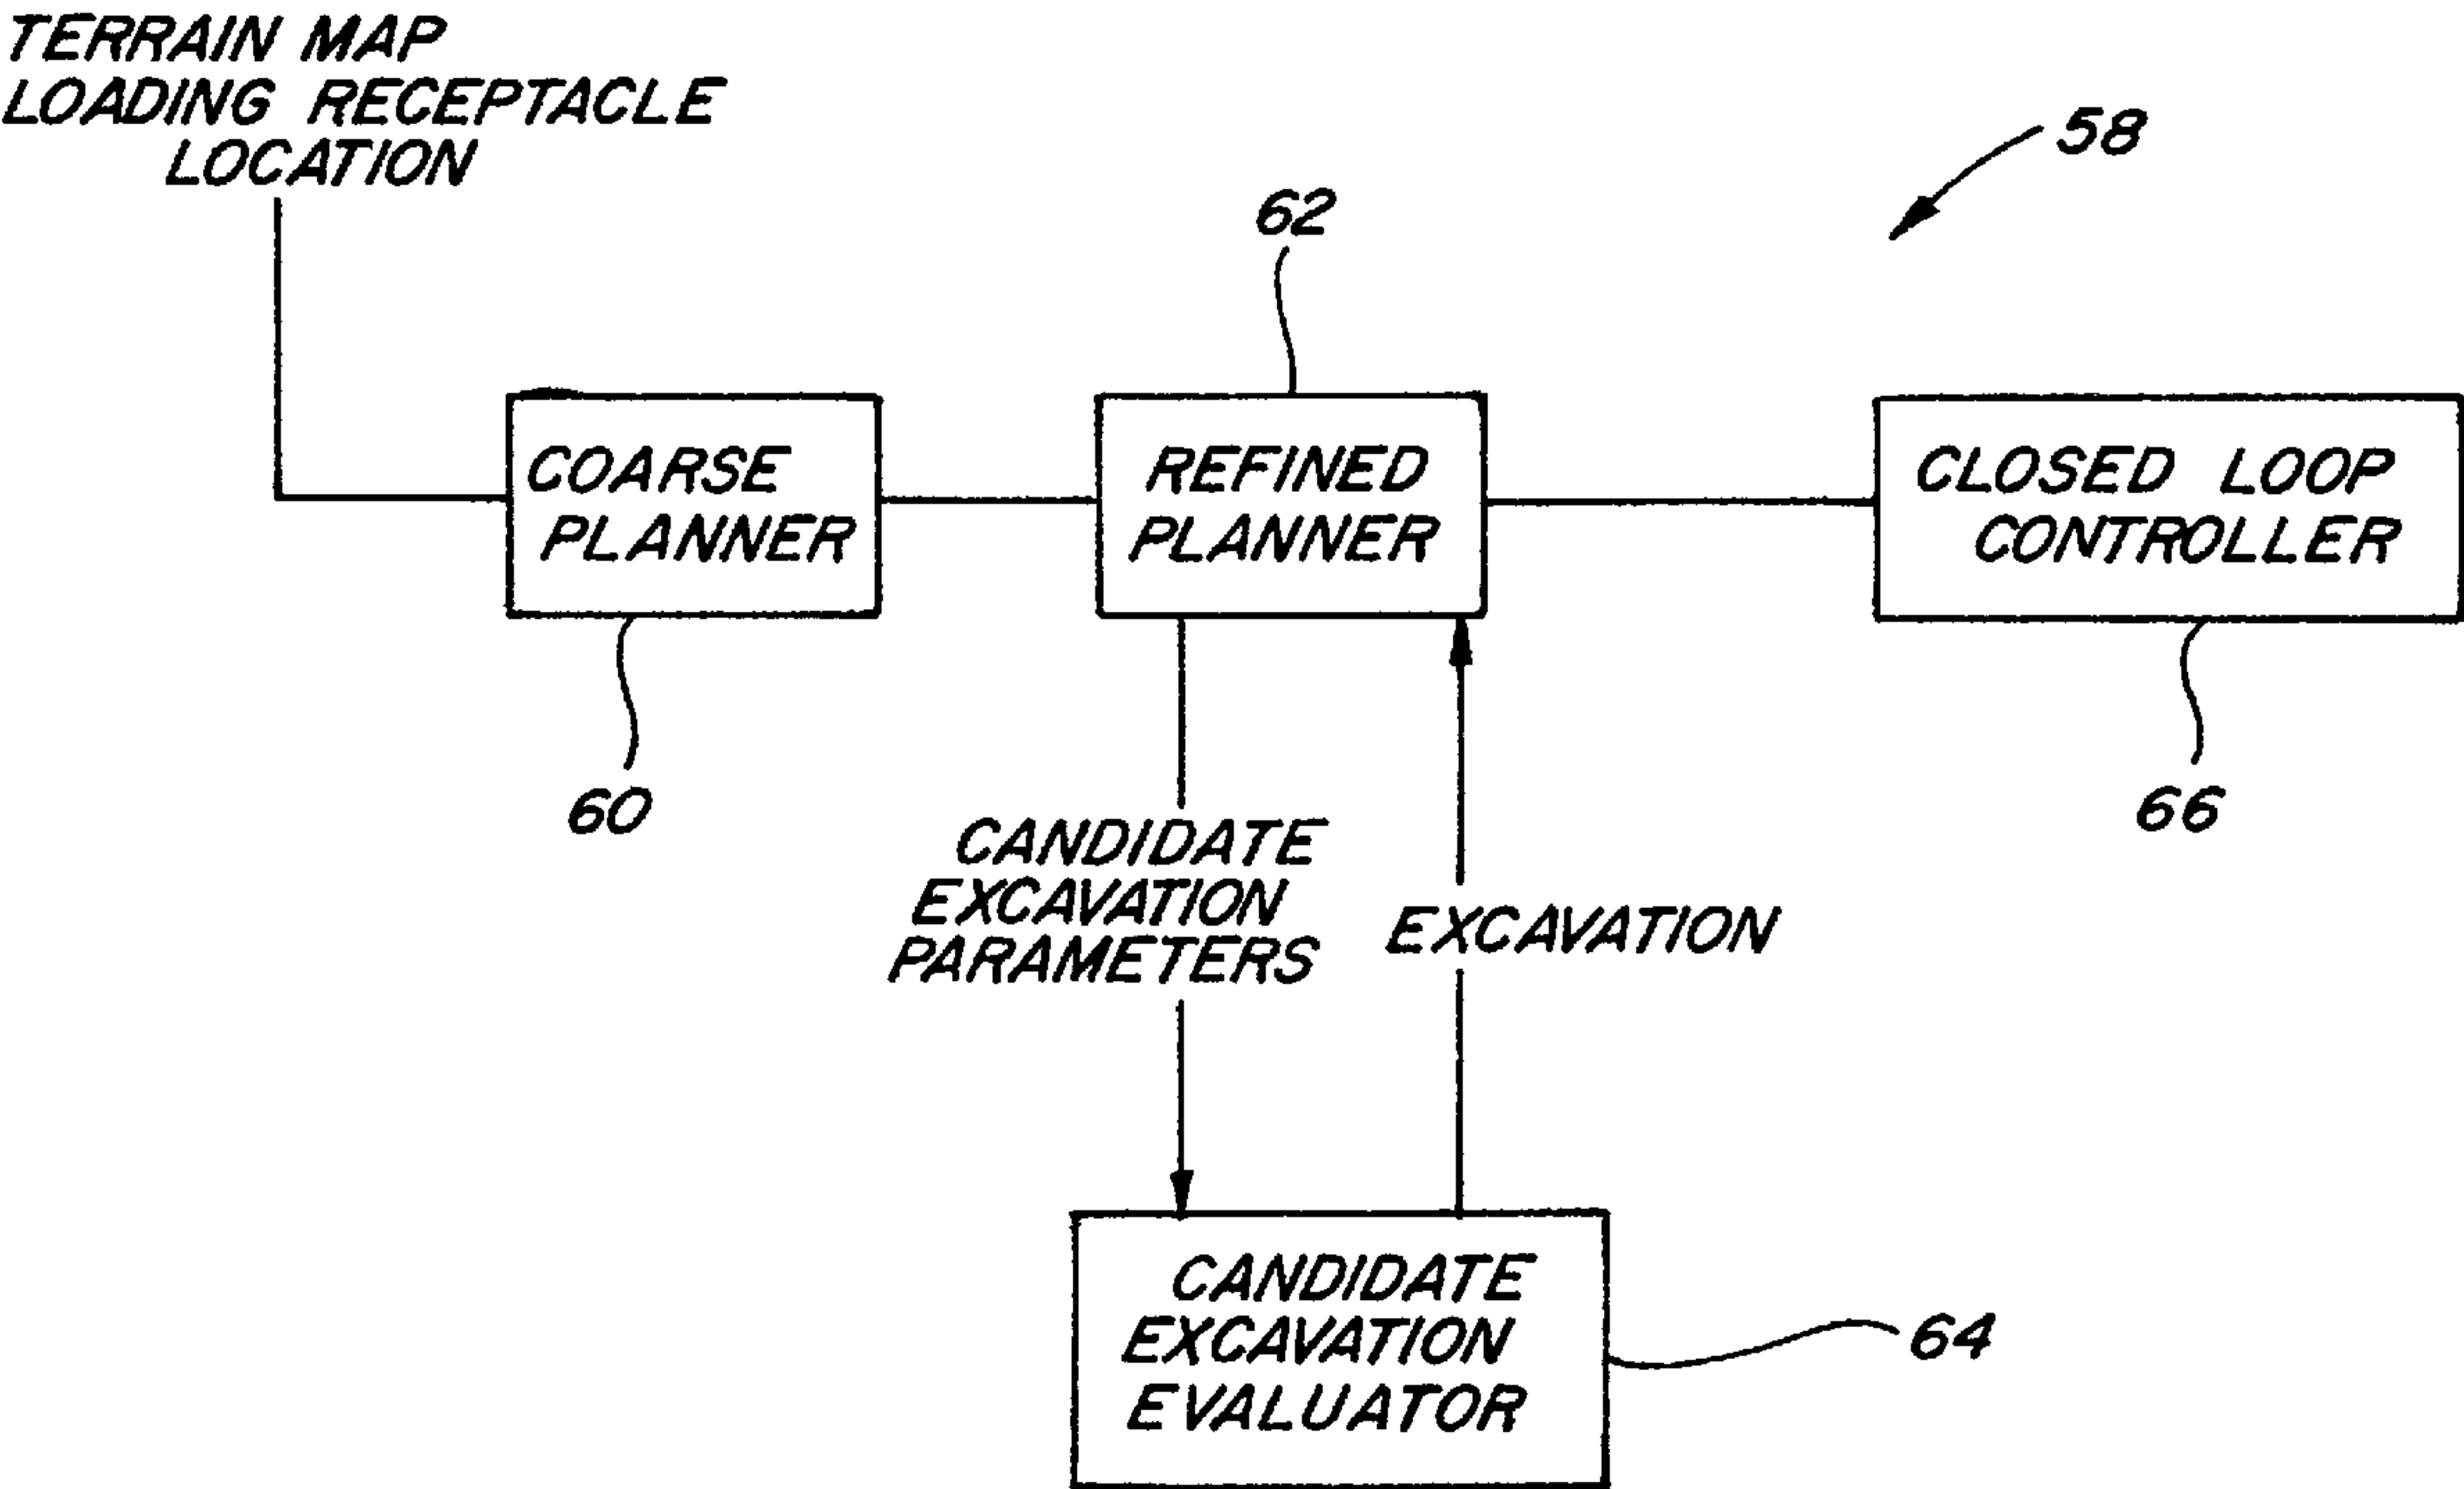 TERRAIN MAP
LOADING RECEPTACLE
LOCATION
58
62
COARSE
PLANNER
REFINED
PLANNER
CLOSED LOOP
CONTROLLER
60
66
CANDIDATE
EXCAVATION
PARAMETERS
EXCAVATION
CANDIDATE
EXCAVATION
EVALUATOR
64